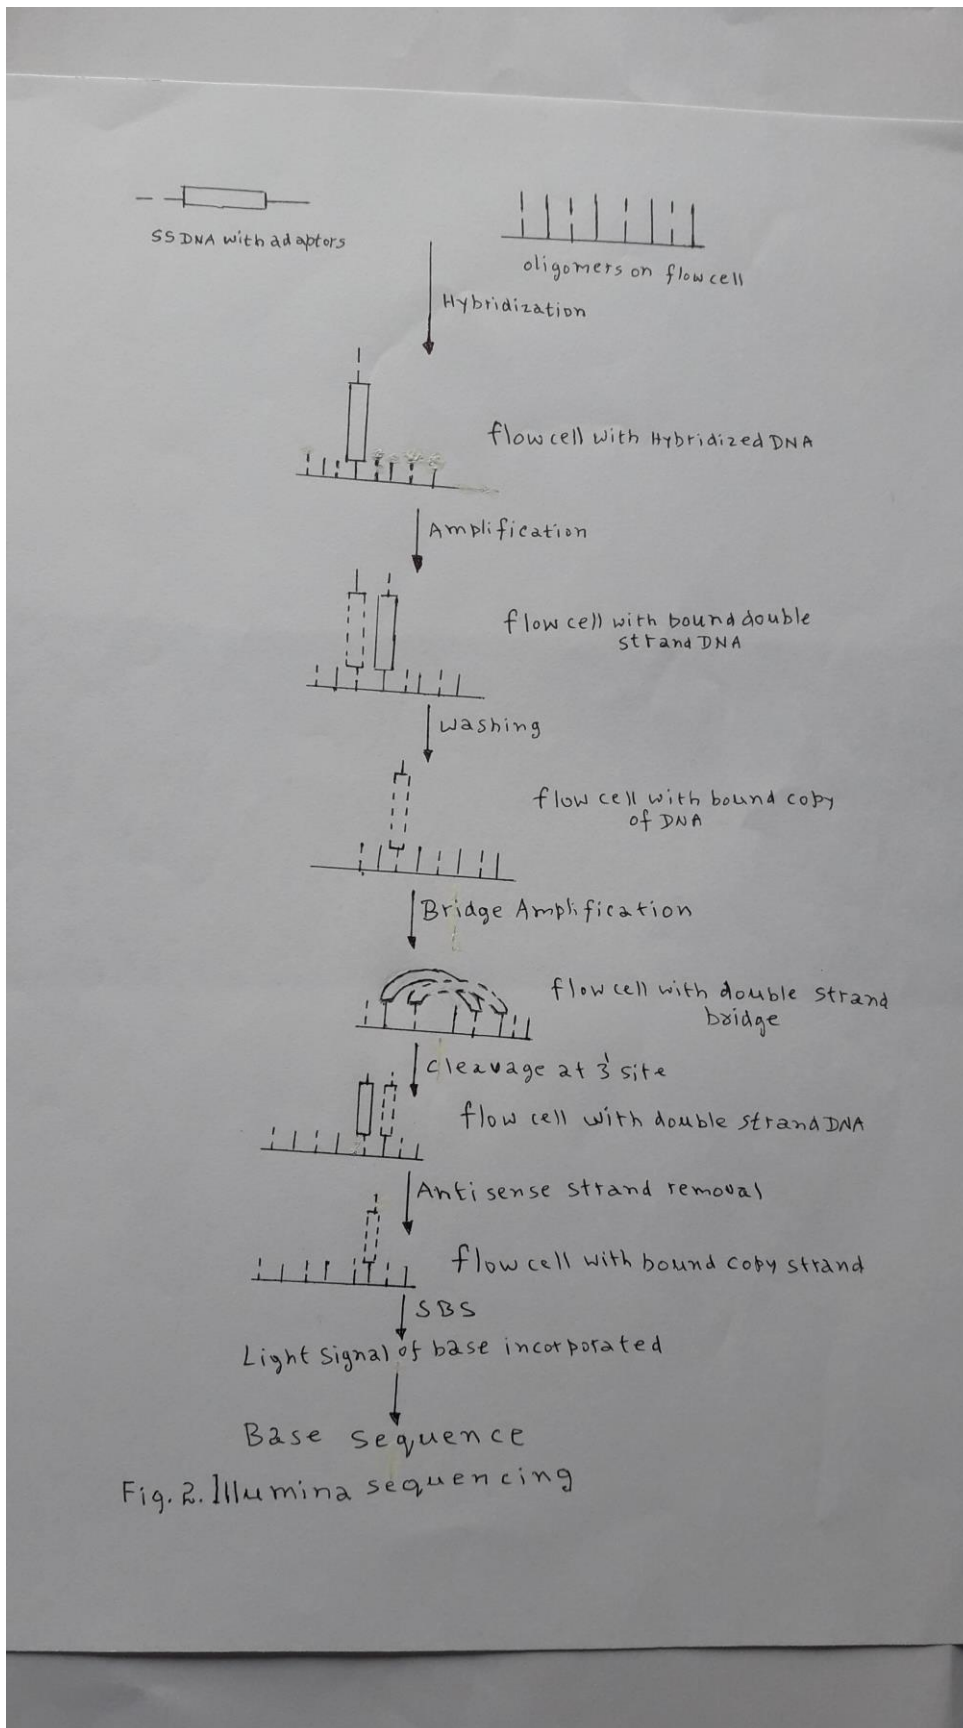 SS DNA with adaptors
oligomers on flow cell
Hybridization
flow cell with Hybridized DNA
Amplification
flow cell with bound double
strand DNA
washing
flow cell with bound copy
of DNA
Bridge Amplification
flow cell with double strand
bridge
cleavage at 3' site
flow cell with double strand DNA
Anti sense strand removal
flow cell with bound copy strand
SBS
Light signal of base incorporated
Base sequence
Fig. 2. Illumina sequencing